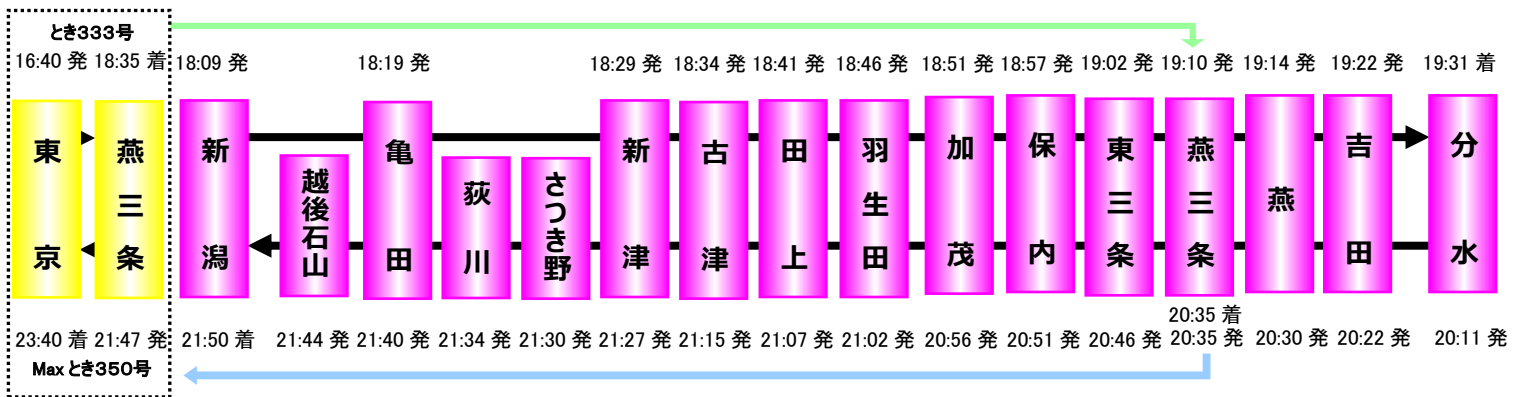 とき333号
16:40 発 18:35 着 18:09 発 18:19 発 18:29 発 18:34 発 18:41 発 18:46 発 18:51 発 18:57 発 19:02 発 19:10 発 19:14 発 19:22 発 19:31 着
東京
燕三条
新潟
越後石山
亀田
荻川
さつき野
新津
古津
田上
羽生田
加茂
保内
東三条
燕三条
燕
吉田
分水
20:35 着
23:40 着 21:47 発 21:50 着 21:44 発 21:40 発 21:34 発 21:30 発 21:27 発 21:15 発 21:07 発 21:02 発 20:56 発 20:51 発 20:46 発 20:35 発 20:30 発 20:22 発 20:11 発
Maxとき350号